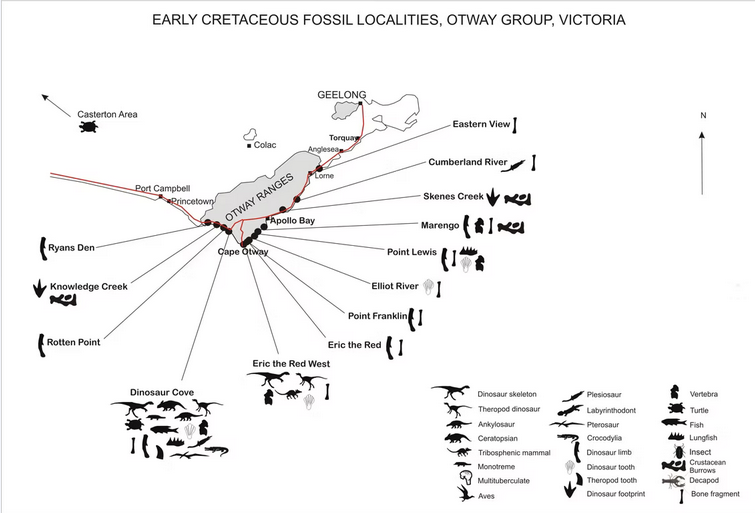 EARLY CRETACEOUS FOSSIL LOCALITIES, OTWAY GROUP, VICTORIA
GEELONG
Casterton Area
N
Eastern View
Torquay
Colac
Anglesea
Cumberland River
Lorne
Port Campbell
Princetown
OTWAY RANGES
Skenes Creek
Apollo Bay
Marengo
Ryans Den
Cape Otway
Point Lewis
Knowledge Creek
Elliot River
Point Franklin
Rotten Point
Eric the Red
Eric the Red West
Dinosaur Cove
Dinosaur skeleton
Theropod dinosaur
Ankylosaur
Ceratopsian
Tribosphenic mammal
Monotreme
Multituberculate
Aves
Plesiosaur
Labyrinthodont
Pterosaur
Crocodylia
Dinosaur limb
Dinosaur tooth
Theropod tooth
Dinosaur footprint
Vertebra
Turtle
Fish
Lungfish
Insect
Crustacean
Burrows
Decapod
Bone fragment